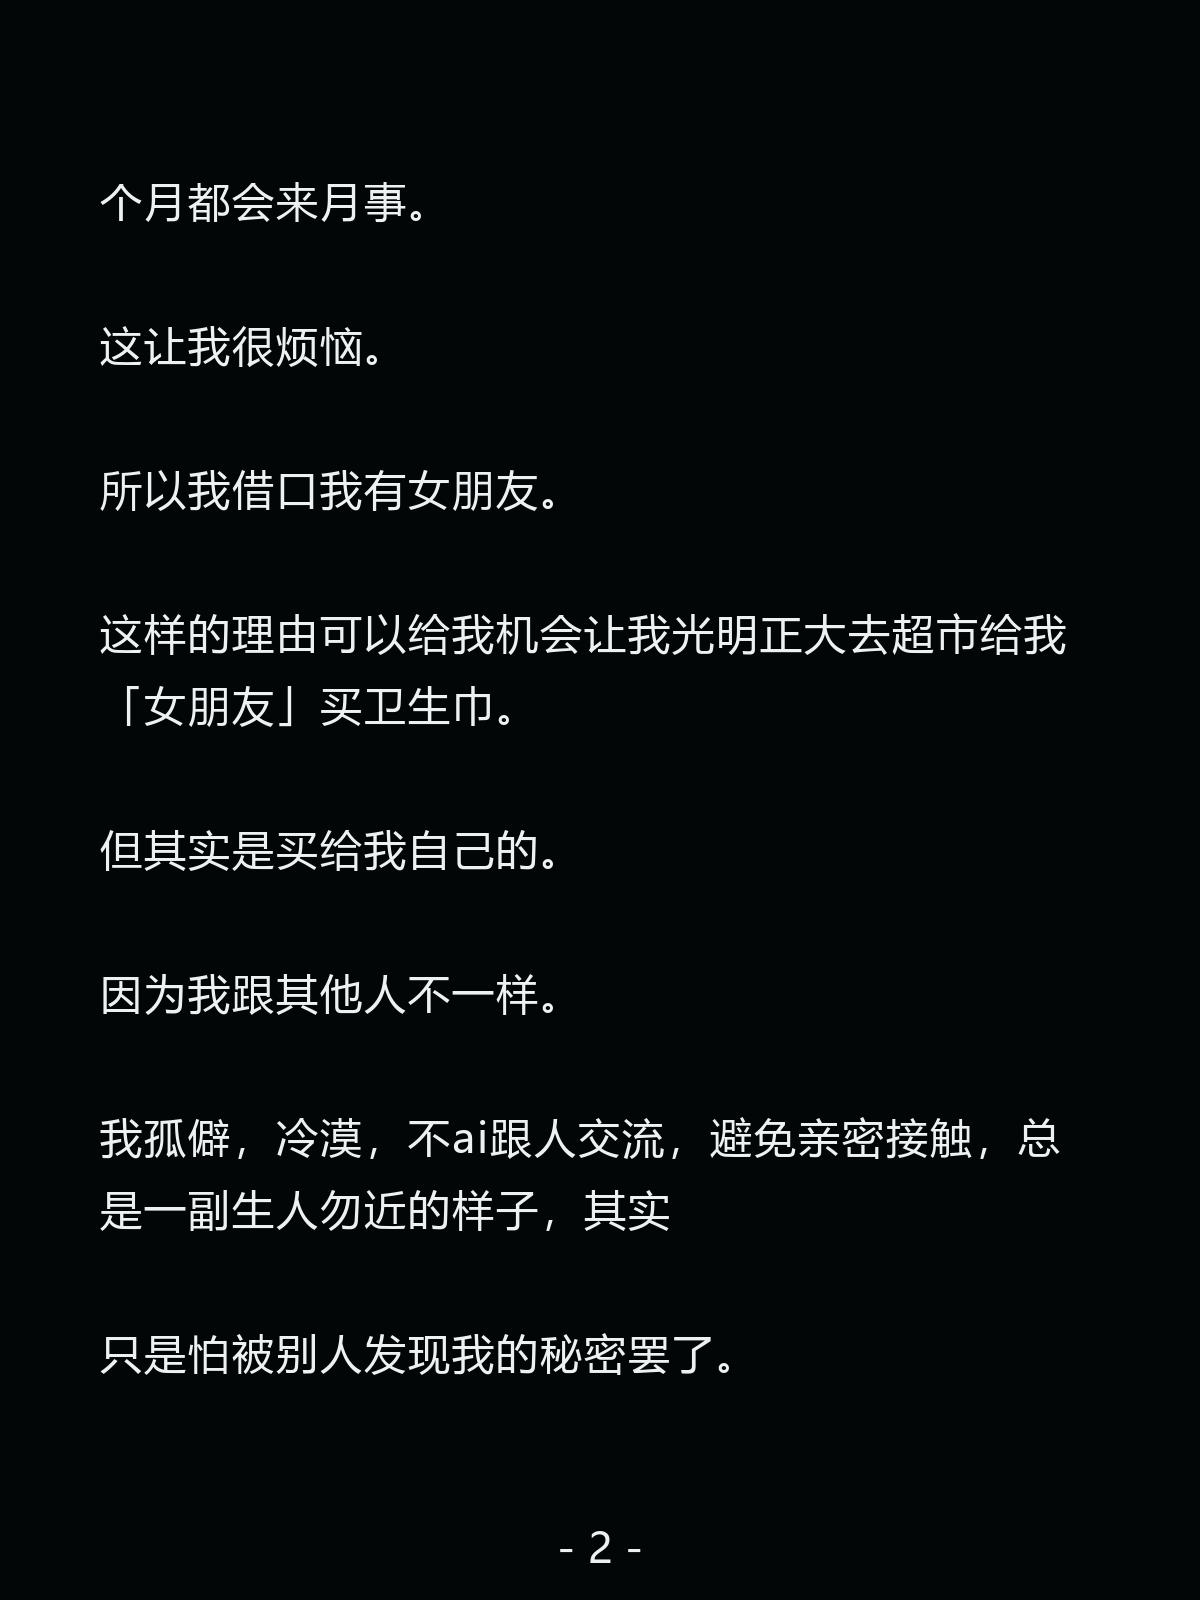 个月都会来月事。
这让我很烦恼。
所以我借口我有女朋友。
这样的理由可以给我机会让我光明正大去超市给我
「女朋友」买卫生巾。
但其实是买给我自己的。
因为我跟其他人不一样。
我孤僻，冷漠，不ai跟人交流，避免亲密接触，总
是一副生人勿近的样子，其实
只是怕被别人发现我的秘密罢了。
- 2 -